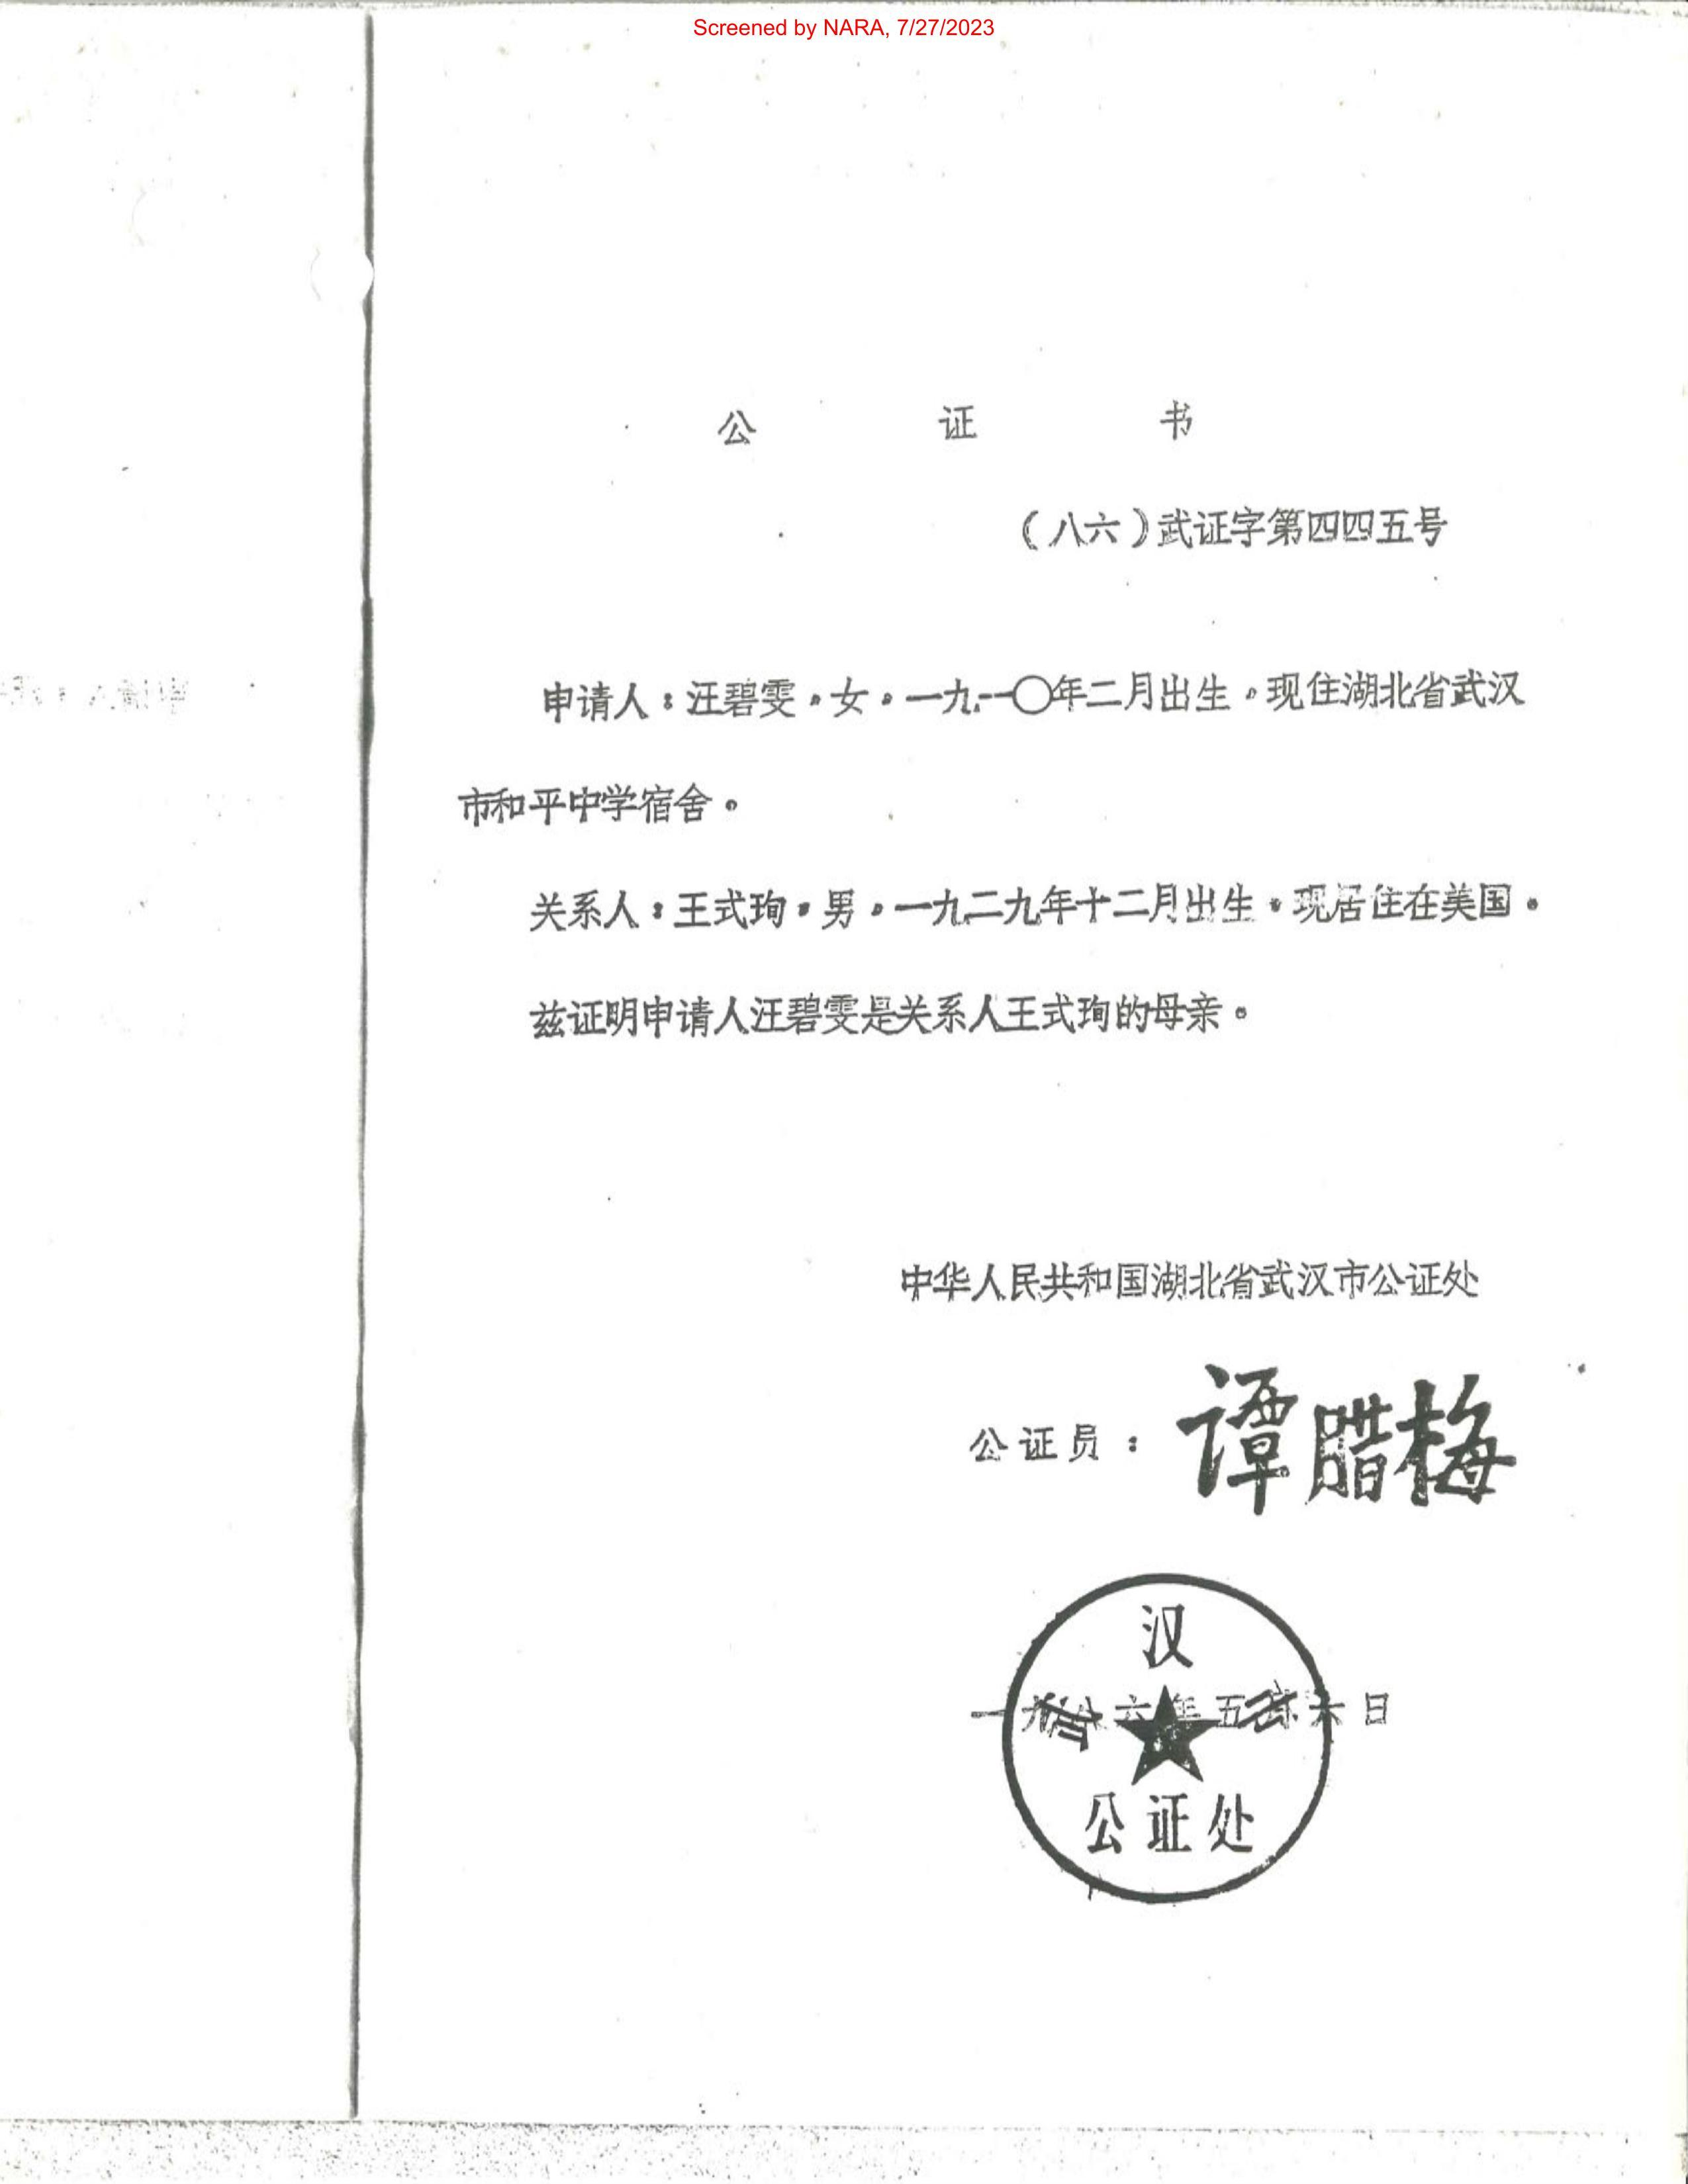 Screened by NARA, 7/27/2023
公 证 书
（八六）武证字第四四五号
申请人：汪碧雯，女，一九一〇年二月出生，现住湖北省武汉
市和平中学宿舍。
关系人：王式珣，男，一九二九年十二月出生，现居住在美国。
兹证明申请人汪碧雯是关系人王式珣的母亲。
中华人民共和国湖北省武汉市公证处
公证员：谭腊梅
汉
一九八六年五月六日
公证处